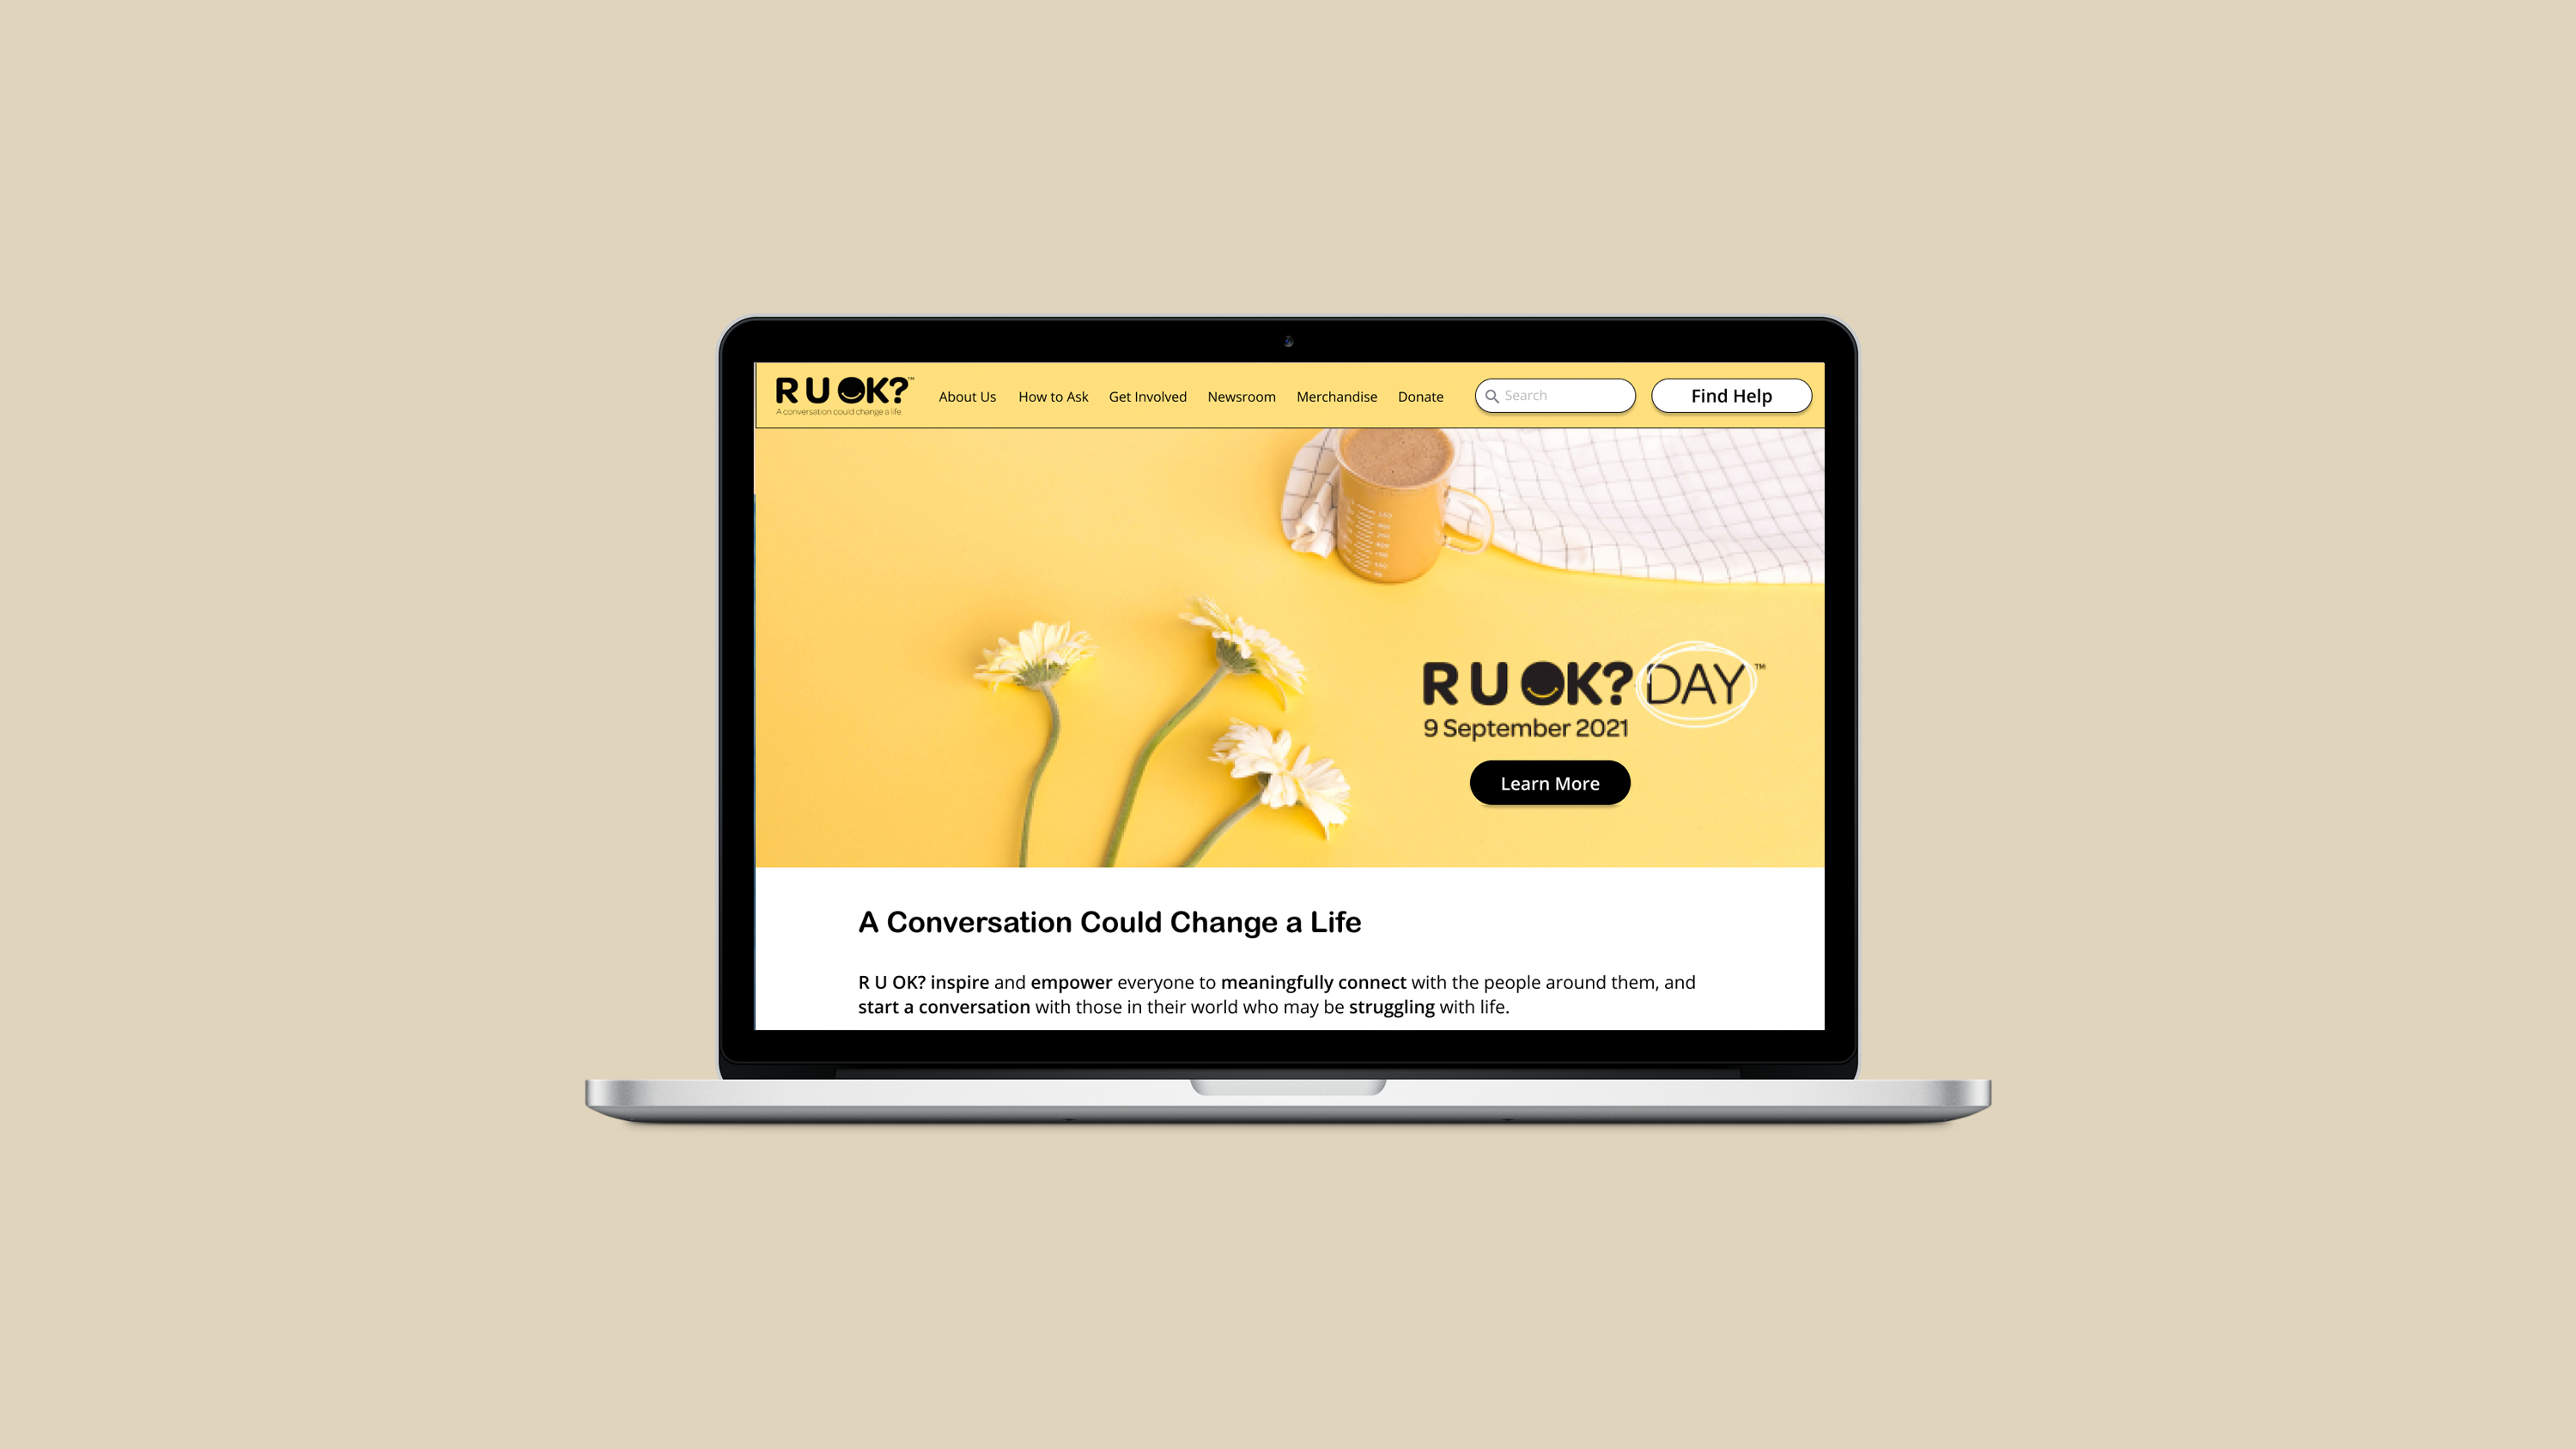 R U OK?™
A conversation could change a life.
About Us How to Ask Get Involved Newsroom Merchandise Donate Search Find Help
R U OK? DAY™
9 September 2021
Learn More
A Conversation Could Change a Life
R U OK? inspire and empower everyone to meaningfully connect with the people around them, and
start a conversation with those in their world who may be struggling with life.